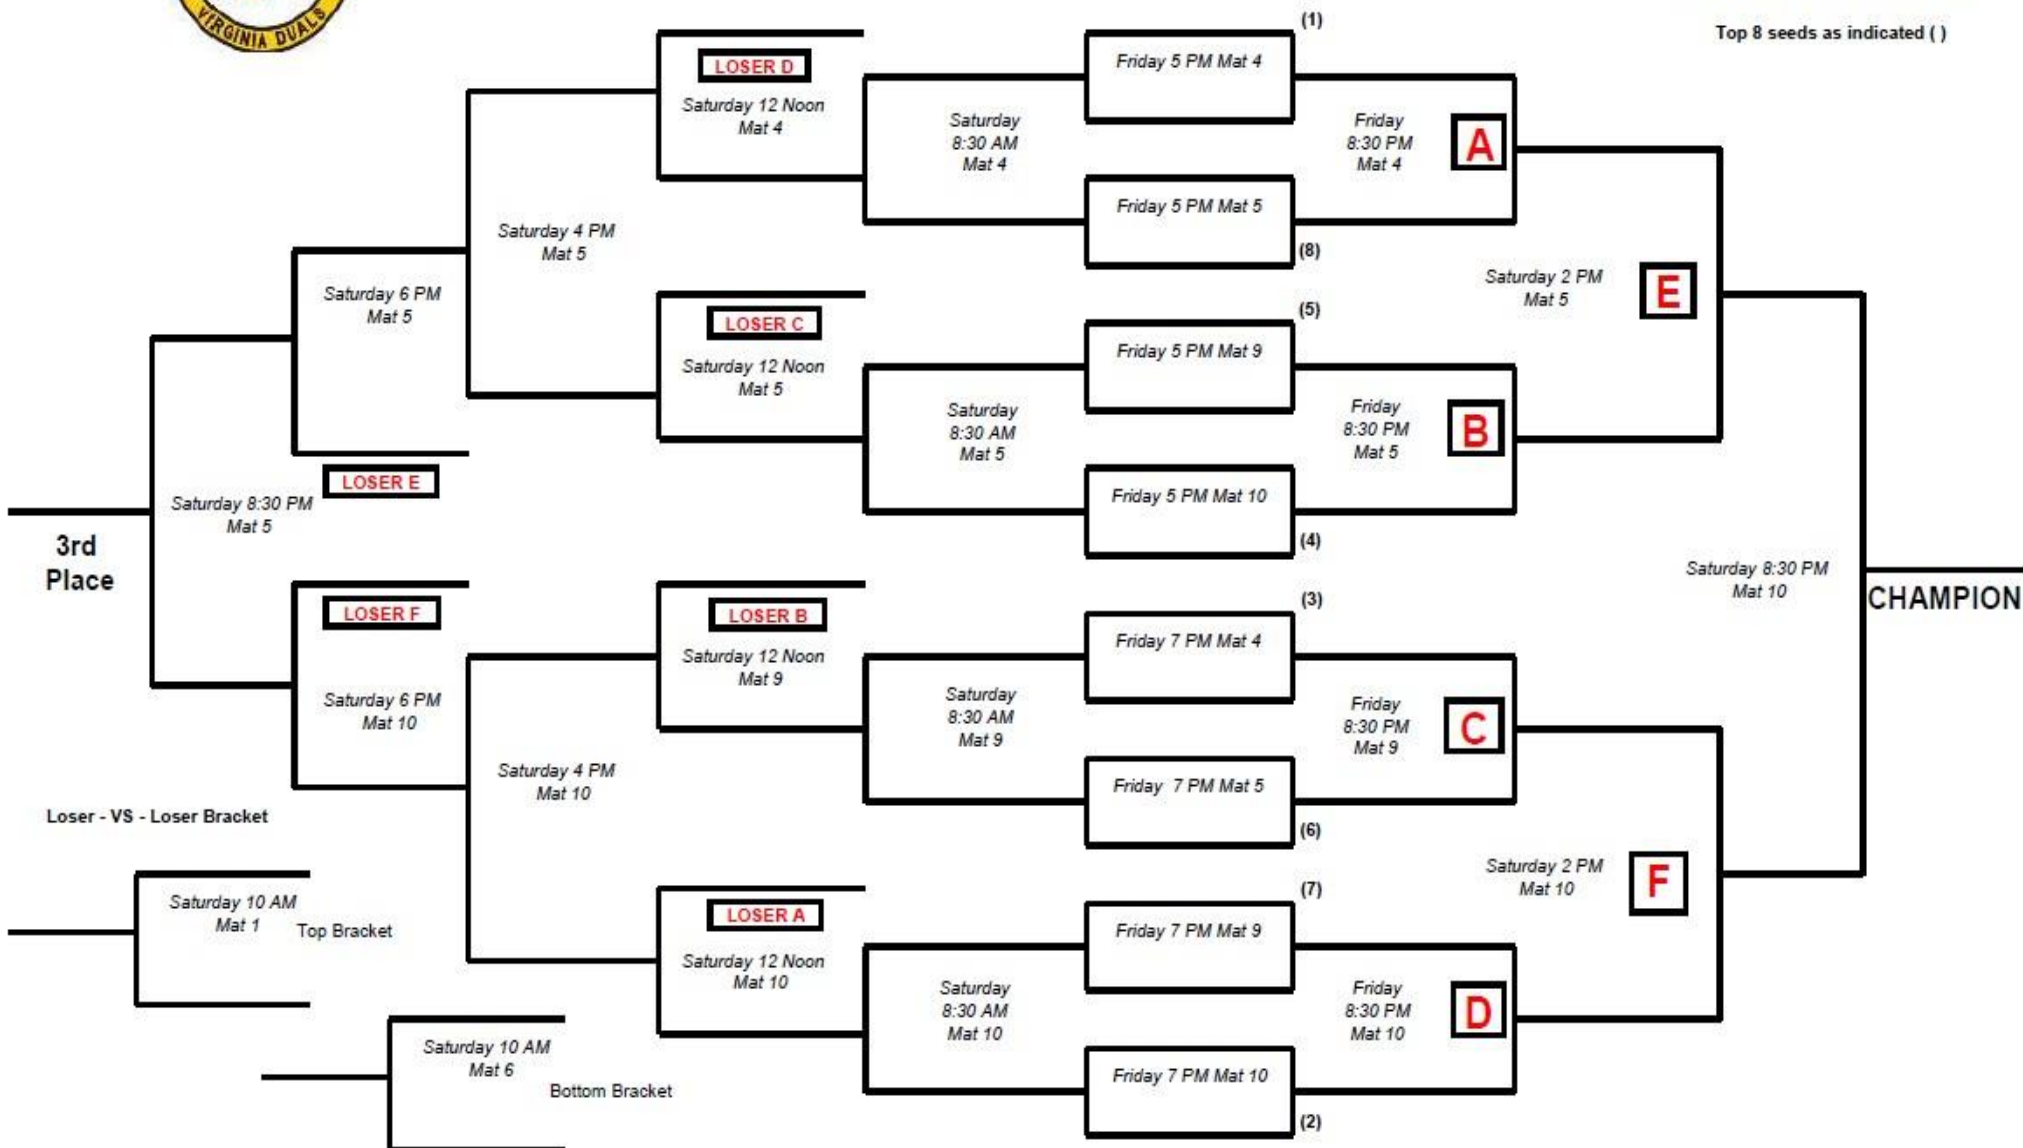 VIRGINIA DUALS
Top 8 seeds as indicated ( )
(1)
Friday 5 PM Mat 4
Friday 5 PM Mat 5
(8)
(5)
Friday 5 PM Mat 9
Friday 5 PM Mat 10
(4)
(3)
Friday 7 PM Mat 4
Friday 7 PM Mat 5
(6)
(7)
Friday 7 PM Mat 9
Friday 7 PM Mat 10
(2)
Friday
8:30 PM
Mat 4
A
Friday
8:30 PM
Mat 5
B
Friday
8:30 PM
Mat 9
C
Friday
8:30 PM
Mat 10
D
Saturday 2 PM
Mat 5
E
Saturday 2 PM
Mat 10
F
Saturday 8:30 PM
Mat 10
CHAMPION
Saturday
8:30 AM
Mat 4
Saturday
8:30 AM
Mat 5
Saturday
8:30 AM
Mat 9
Saturday
8:30 AM
Mat 10
LOSER D
Saturday 12 Noon
Mat 4
LOSER C
Saturday 12 Noon
Mat 5
LOSER B
Saturday 12 Noon
Mat 9
LOSER A
Saturday 12 Noon
Mat 10
Saturday 4 PM
Mat 5
Saturday 4 PM
Mat 10
Saturday 6 PM
Mat 5
LOSER E
LOSER F
Saturday 6 PM
Mat 10
Saturday 8:30 PM
Mat 5
3rd
Place
Loser - VS - Loser Bracket
Saturday 10 AM
Mat 1
Top Bracket
Saturday 10 AM
Mat 6
Bottom Bracket